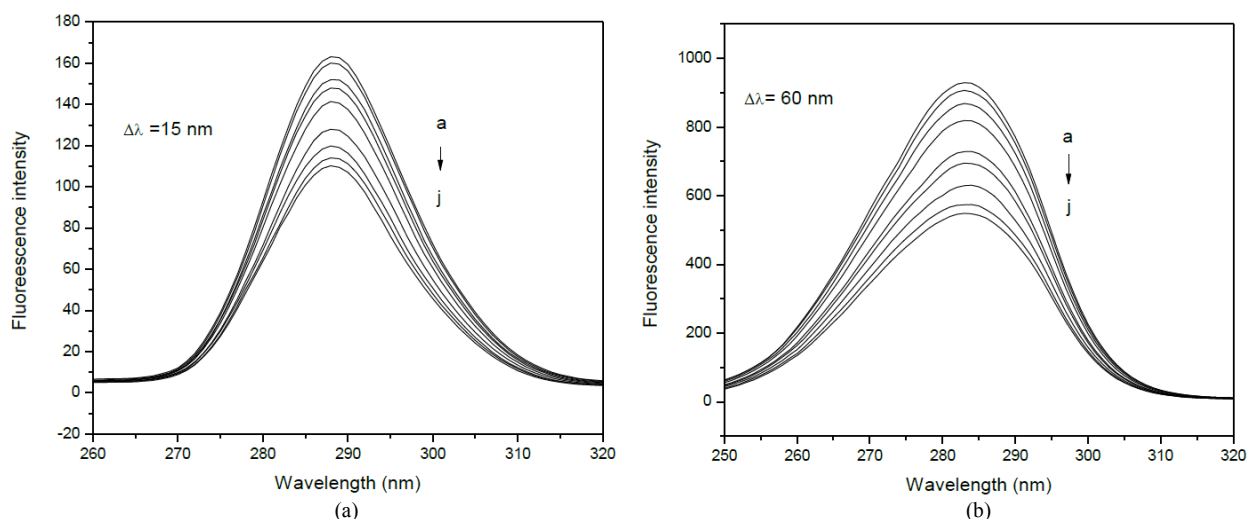 180
160
140
120
100
80
60
40
20
0
-20
Fluorescence intensity
Δλ =15 nm
a
j
260 270 280 290 300 310 320
Wavelength (nm)
(a)
1000
800
600
400
200
0
Fluorescence intensity
Δλ= 60 nm
a
j
250 260 270 280 290 300 310 320
Wavelength (nm)
(b)